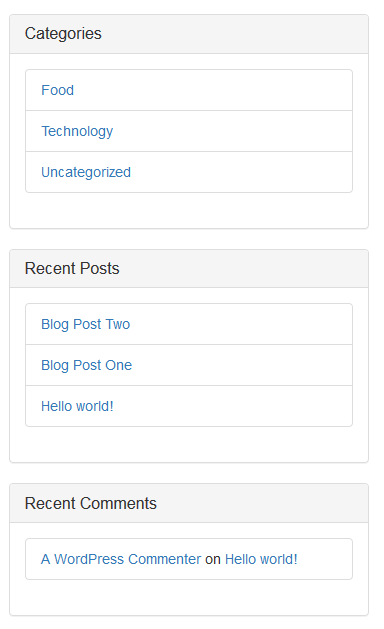 Categories
Food
Technology
Uncategorized
Recent Posts
Blog Post Two
Blog Post One
Hello world!
Recent Comments
A WordPress Commenter on Hello world!